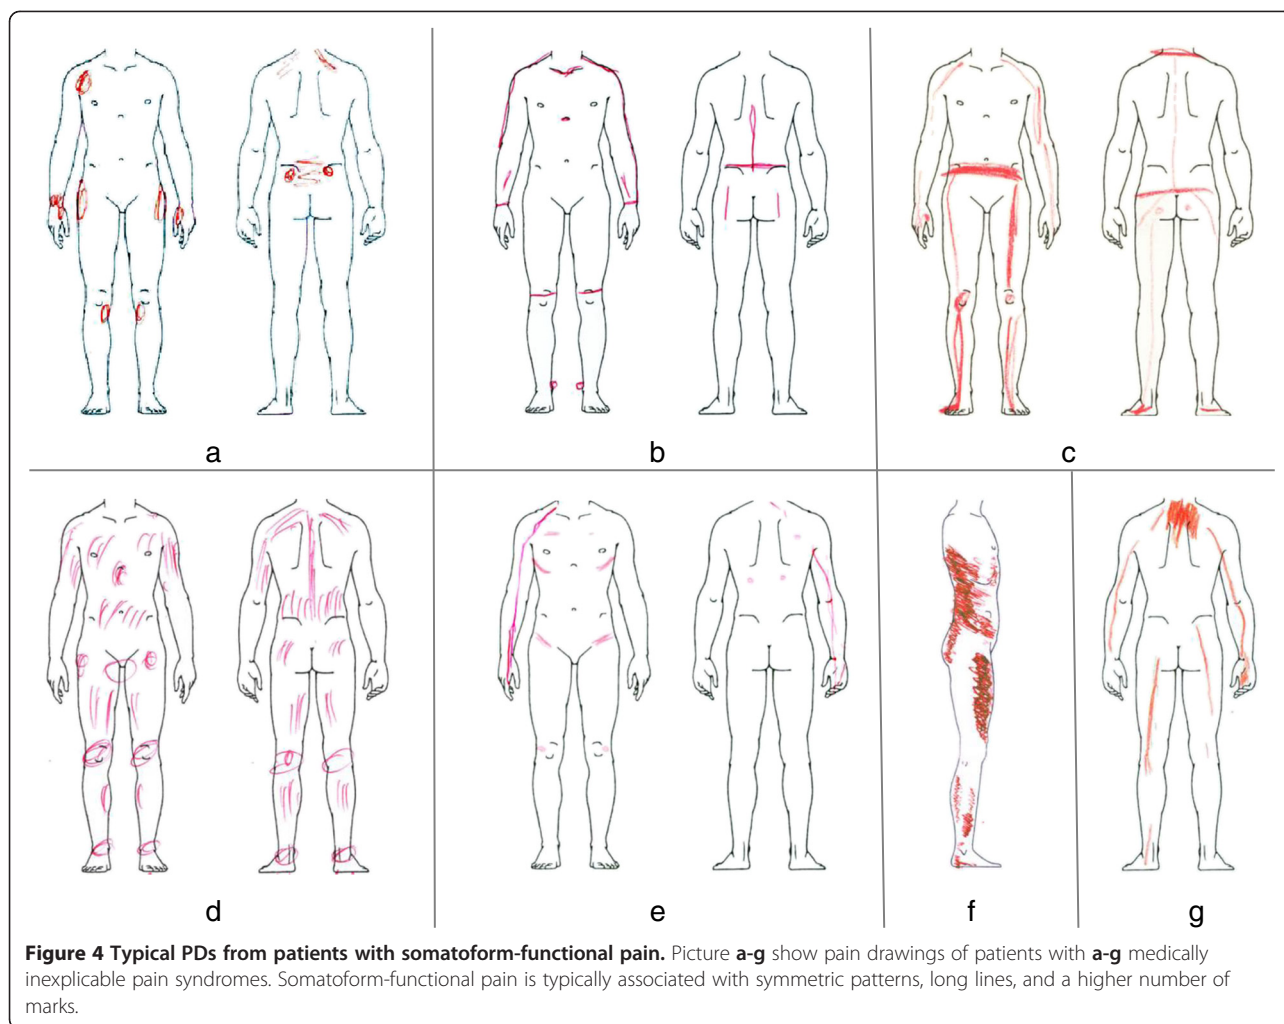 a
b
c
d
e
f
g
Figure 4 Typical PDs from patients with somatoform-functional pain. Picture a-g show pain drawings of patients with a-g medically
inexplicable pain syndromes. Somatoform-functional pain is typically associated with symmetric patterns, long lines, and a higher number of
marks.